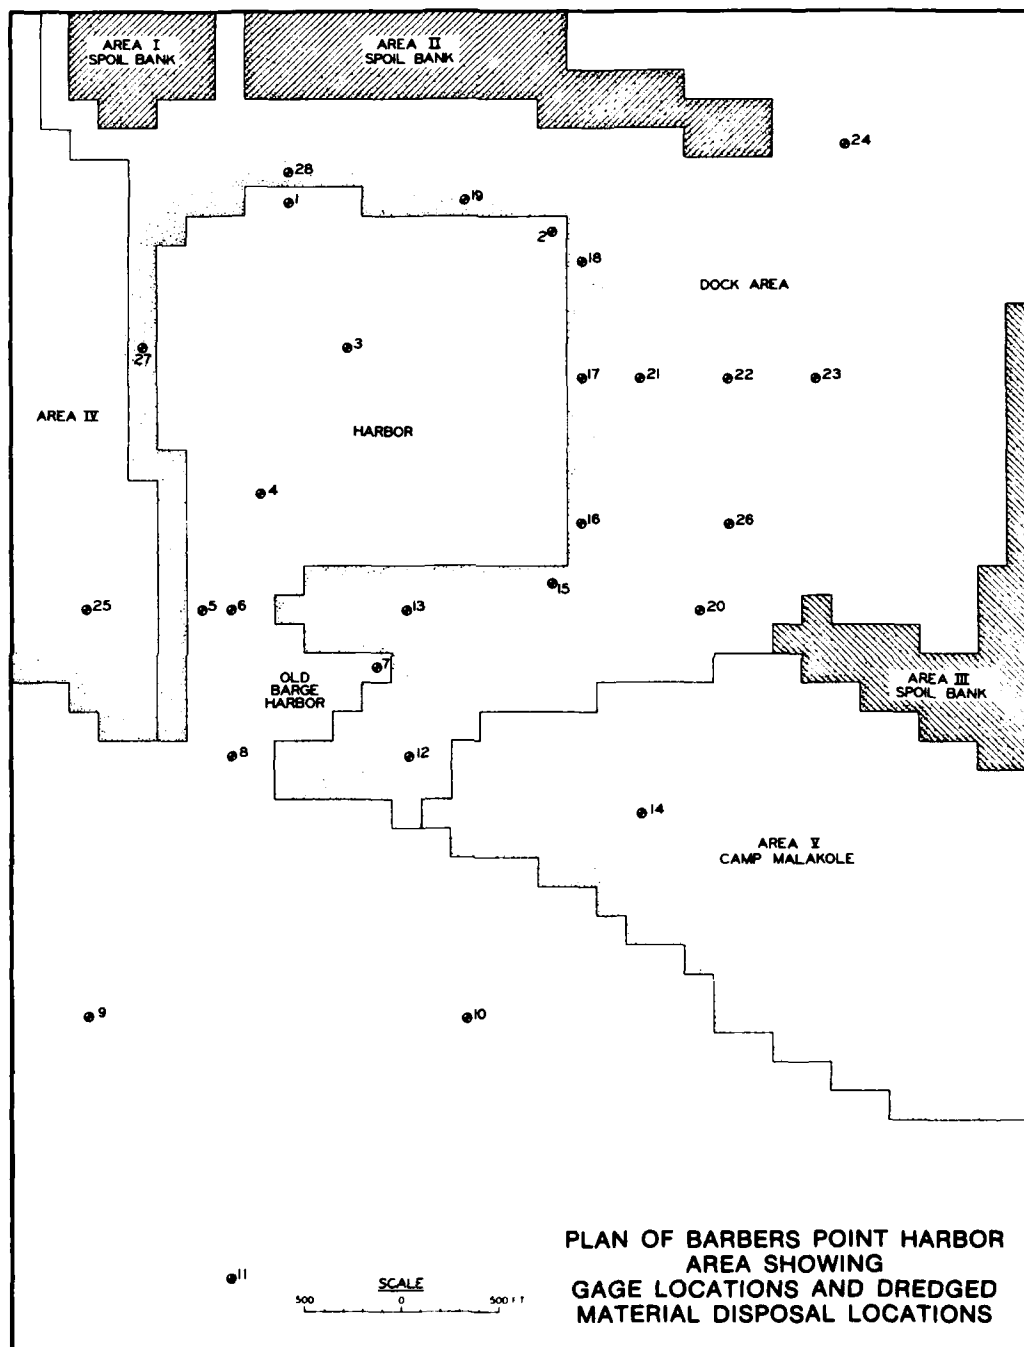 AREA I
SPOIL BANK
AREA II
SPOIL BANK
24
28
1
19
2
18
DOCK AREA
27
3
17
21
22
23
AREA IV
HARBOR
4
16
26
25
5
6
13
15
20
7
OLD
BARGE
HARBOR
AREA III
SPOIL BANK
8
12
14
AREA V
CAMP MALAKOLE
9
10
11
SCALE
500 0 500 FT
PLAN OF BARBERS POINT HARBOR
AREA SHOWING
GAGE LOCATIONS AND DREDGED
MATERIAL DISPOSAL LOCATIONS